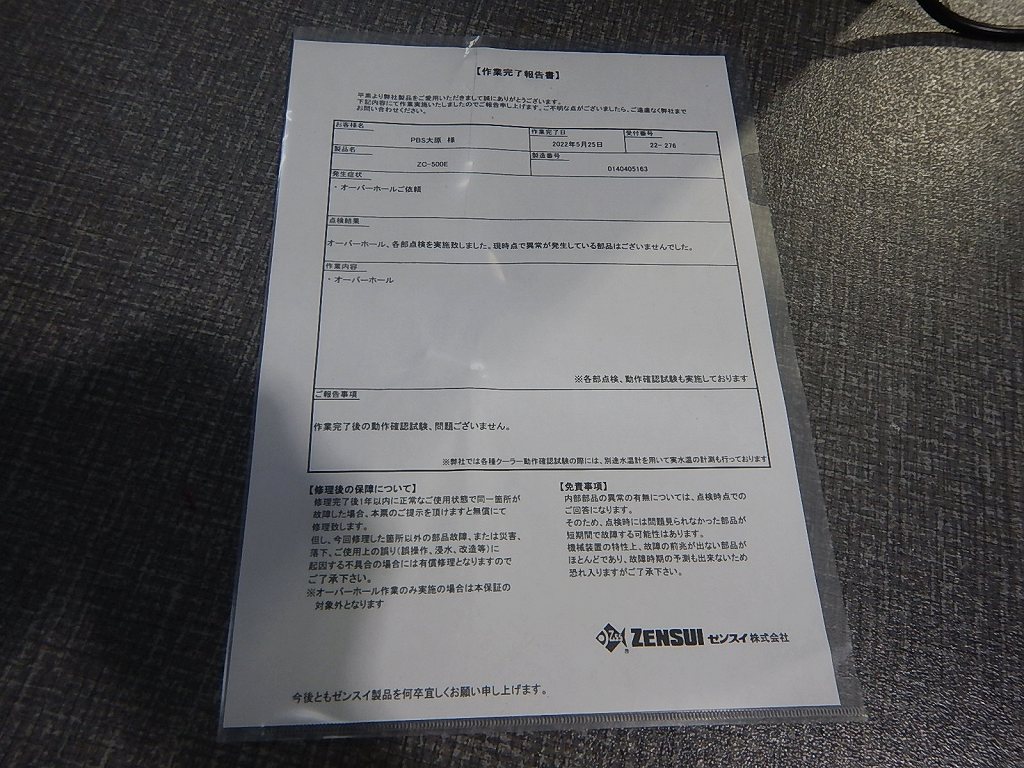 【作業完了報告書】
平素より弊社製品をご愛用いただきまして誠にありがとうございます。
下記内容にて作業実施いたしましたのでご報告申し上げます。ご不明な点がございましたら、ご遠慮なく弊社まで
お問い合わせください。
お客様名
PBS大原 様
作業完了日
2022年5月25日
受付番号
22-276
製品名
ZC-500E
製造番号
0140405163
発生症状
・オーバーホールご依頼
点検結果
オーバーホール、各部点検を実施致しました。現時点で異常が発生している部品はございませんでした。
作業内容
・オーバーホール
※各部点検、動作確認試験も実施しております
ご報告事項
作業完了後の動作確認試験、問題ございません。
※弊社では各種クーラー動作確認試験の際には、別途水温計を用いて実水温の計測も行っております
【修理後の保障について】
修理完了後1年以内に正常なご使用状態で同一箇所が
故障した場合、本票のご提示を頂けますと無償にて
修理致します。
但し、今回修理した箇所以外の部品故障、または災害、
落下、ご使用上の誤り(誤操作、浸水、改造等)に
起因する不具合の場合には有償修理となりますので
ご了承下さい。
※オーバーホール作業のみ実施の場合は本保証の
対象外となります
【免責事項】
内部部品の異常の有無については、点検時点での
ご回答になります。
そのため、点検時には問題見られなかった部品が
短期間で故障する可能性はあります。
機械装置の特性上、故障の前兆が出ない部品が
ほとんどであり、故障時期の予測も出来ないため
恐れ入りますがご了承下さい。
ZENSUI ゼンスイ株式会社
今後ともゼンスイ製品を何卒宜しくお願い申し上げます。